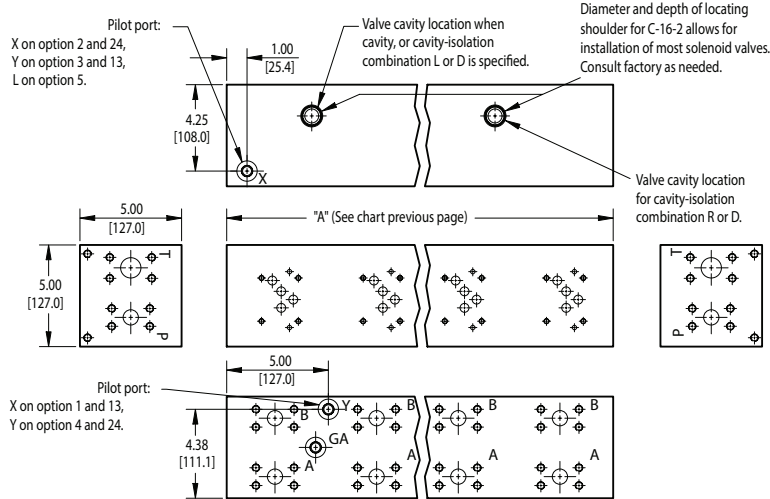 Pilot port:
X on option 2 and 24,
Y on option 3 and 13,
L on option 5.
1.00
[25.4]
Valve cavity location when
cavity, or cavity-isolation
combination L or D is specified.
Diameter and depth of locating
shoulder for C-16-2 allows for
installation of most solenoid valves.
Consult factory as needed.
4.25
[108.0]
X
Valve cavity location
for cavity-isolation
combination R or D.
5.00
[127.0]
"A" (See chart previous page)
5.00
[127.0]
T
P
T
P
5.00
[127.0]
Pilot port:
X on option 1 and 13,
Y on option 4 and 24.
4.38
[111.1]
B
Y
B
B
B
GA
A
A
A
A